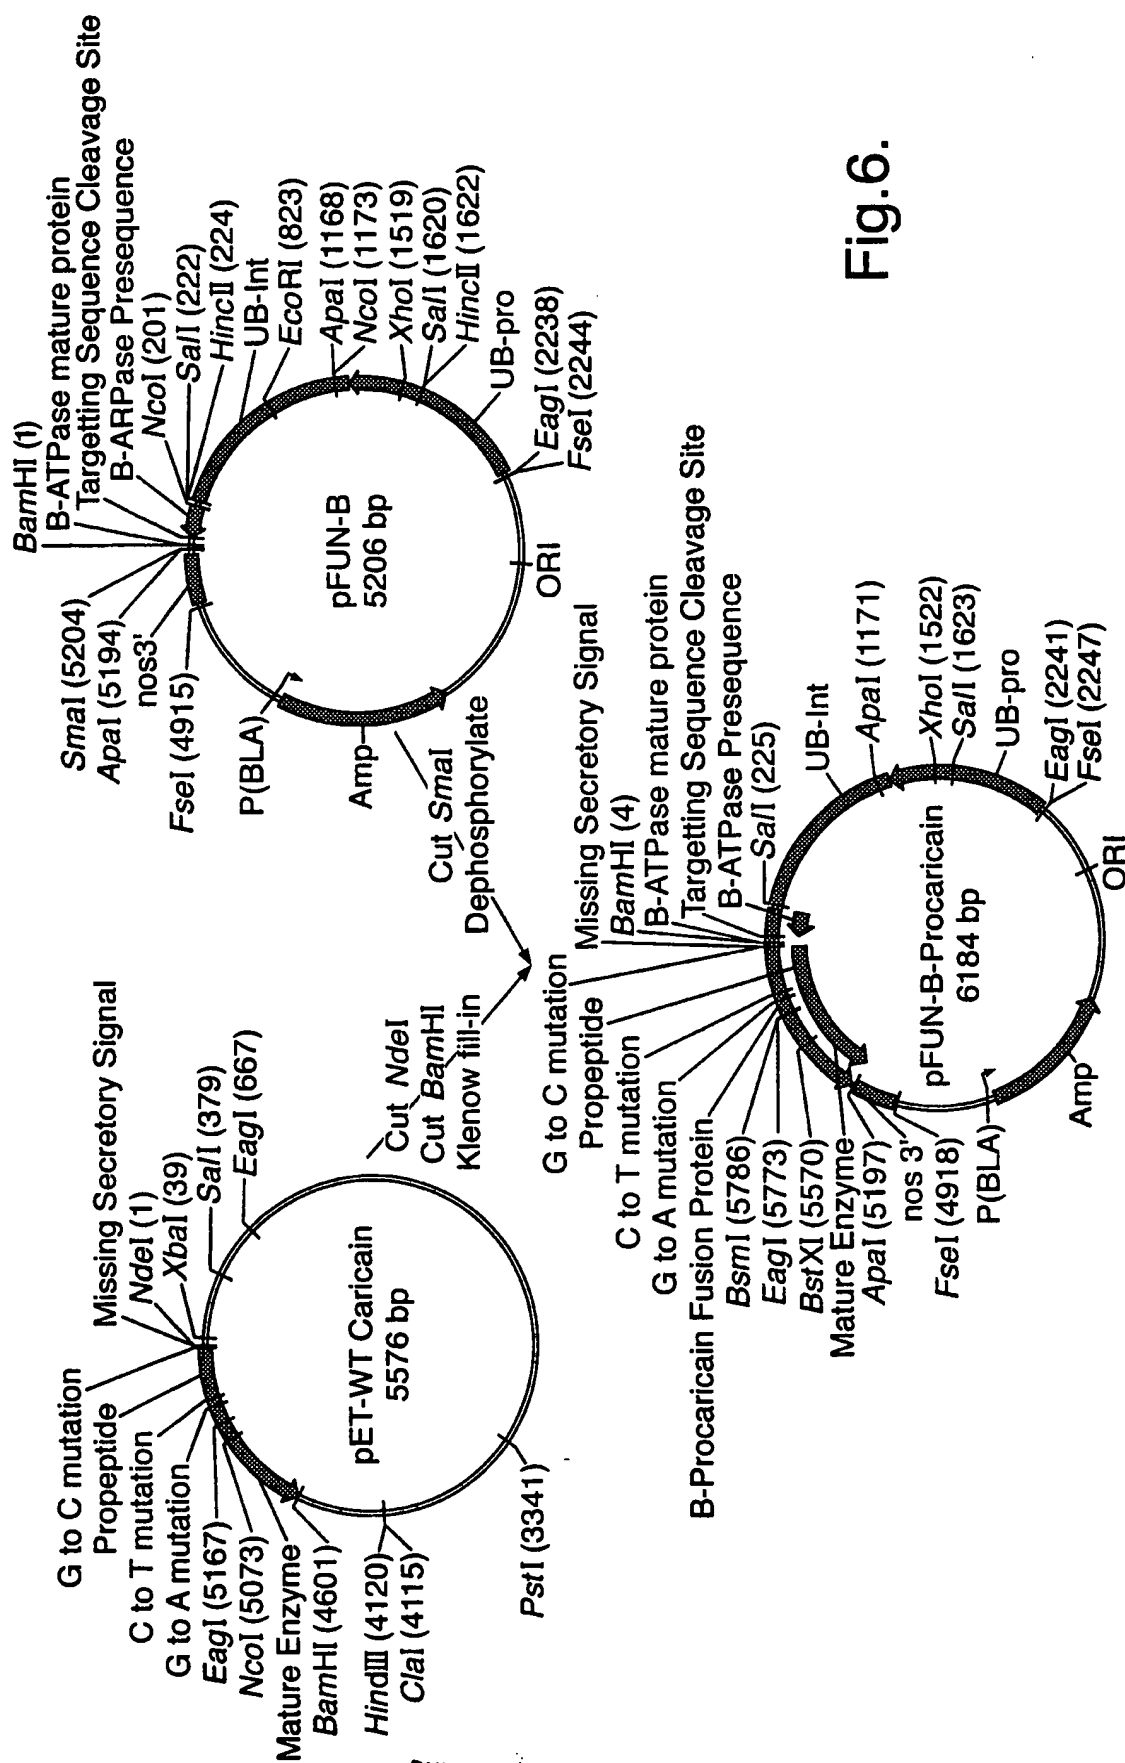 G to C mutation
Propeptide
C to T mutation
G to A mutation
EagI (5167)
NcoI (5073)
Mature Enzyme
BamHI (4601)
HindIII (4120)
ClaI (4115)
PstI (3341)
Missing Secretory Signal
NdeI (1)
XbaI (39)
SalI (379)
EagI (667)
pET-WT Caricain
5576 bp
Cut NdeI
Cut BamHI
Klenow fill-in
SmaI (5204)
ApaI (5194)
nos3'
FseI (4915)
P(BLA)
Amp
BamHI (1)
B-ATPase mature protein
Targetting Sequence Cleavage Site
B-ARPase Presequence
NcoI (201)
SalI (222)
HincII (224)
UB-Int
EcoRI (823)
ApaI (1168)
NcoI (1173)
XhoI (1519)
SalI (1620)
HincII (1622)
UB-pro
EagI (2238)
FseI (2244)
ORI
pFUN-B
5206 bp
Cut SmaI
Dephosphorylate
G to C mutation
Propeptide
C to T mutation
G to A mutation
B-Procaricain Fusion Protein
BsmI (5786)
EagI (5773)
BstXI (5570)
Mature Enzyme
ApaI (5197)
nos 3'
FseI (4918)
P(BLA)
Amp
Missing Secretory Signal
BamHI (4)
B-ATPase mature protein
Targetting Sequence Cleavage Site
B-ATPase Presequence
SalI (225)
UB-Int
ApaI (1171)
XhoI (1522)
SalI (1623)
UB-pro
EagI (2241)
FseI (2247)
ORI
pFUN-B-Procaricain
6184 bp
Fig.6.